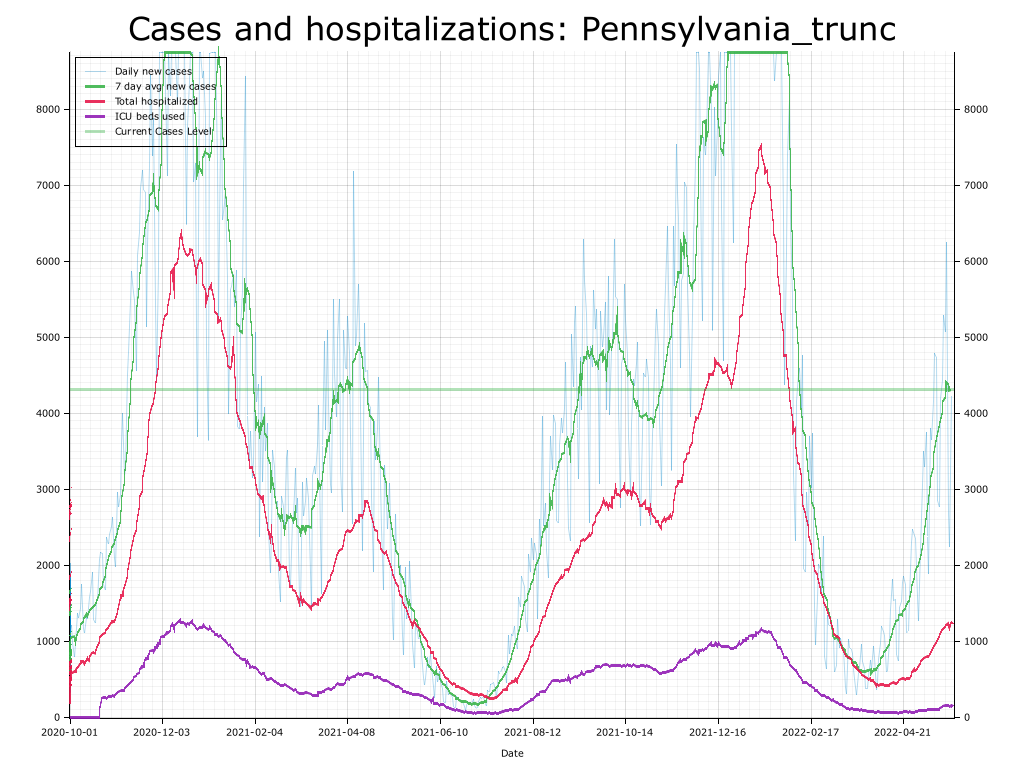 Cases and hospitalizations: Pennsylvania_trunc
Daily new cases
7 day avg new cases
Total hospitalized
ICU beds used
Current Cases Level
8000 8000
7000 7000
6000 6000
5000 5000
4000 4000
3000 3000
2000 2000
1000 1000
0 0
2020-10-01 2020-12-03 2021-02-04 2021-04-08 2021-06-10 2021-08-12 2021-10-14 2021-12-16 2022-02-17 2022-04-21
Date